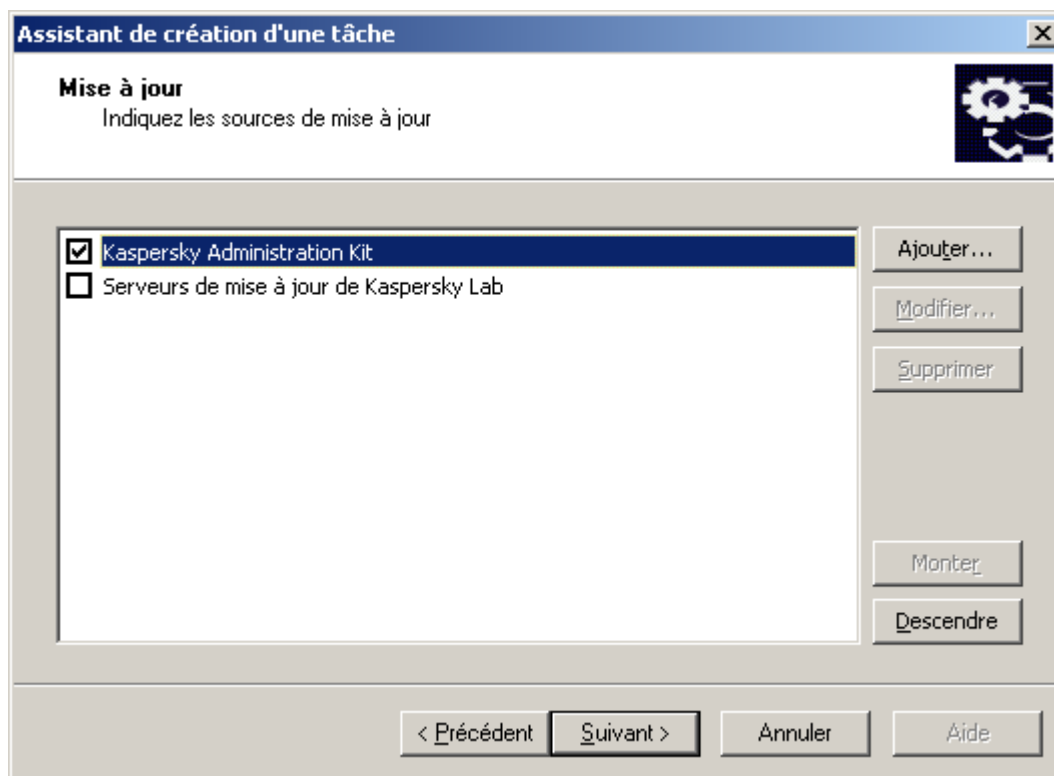 Assistant de création d'une tâche
Mise à jour
Indiquez les sources de mise à jour
Kaspersky Administration Kit
Serveurs de mise à jour de Kaspersky Lab
Ajouter...
Modifier...
Supprimer
Monter
Descendre
< Précédent
Suivant >
Annuler
Aide